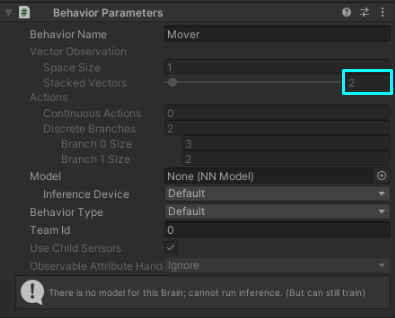 Behavior Parameters
Behavior Name Mover
Vector Observation
Space Size 1
Stacked Vectors 2
Actions
Continuous Actions 0
Discrete Branches 2
Branch 0 Size 3
Branch 1 Size 2
Model None (NN Model)
Inference Device Default
Behavior Type Default
Team Id 0
Use Child Sensors
Observable Attribute Hand Ignore
There is no model for this Brain; cannot run inference. (But can still train)